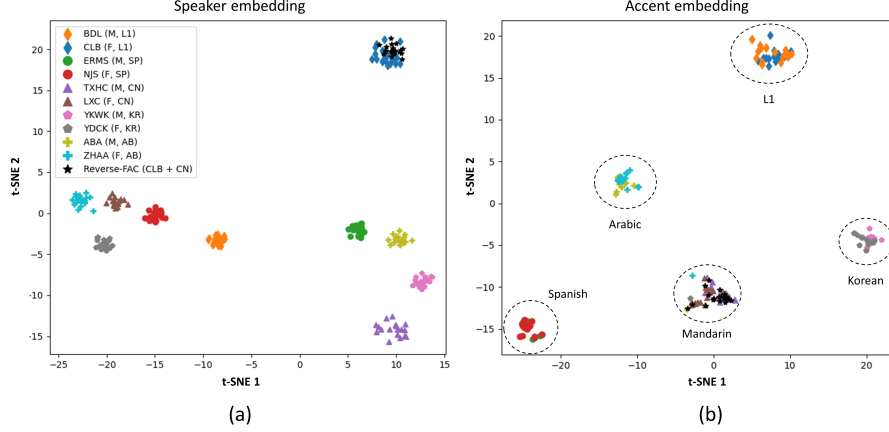 Speaker embedding
20
15
10
5
0
−5
−10
−15
−25
−20
−15
−10
−5
0
5
10
15
t-SNE 2
t-SNE 1
BDL (M, L1)
CLB (F, L1)
ERMS (M, SP)
NJS (F, SP)
TXHC (M, CN)
LXC (F, CN)
YKWK (M, KR)
YDCK (F, KR)
ABA (M, AB)
ZHAA (F, AB)
Reverse-FAC (CLB + CN)
(a)
Accent embedding
20
15
10
5
0
−5
−10
−15
−20
−10
0
10
20
t-SNE 2
t-SNE 1
L1
Arabic
Korean
Spanish
Mandarin
(b)